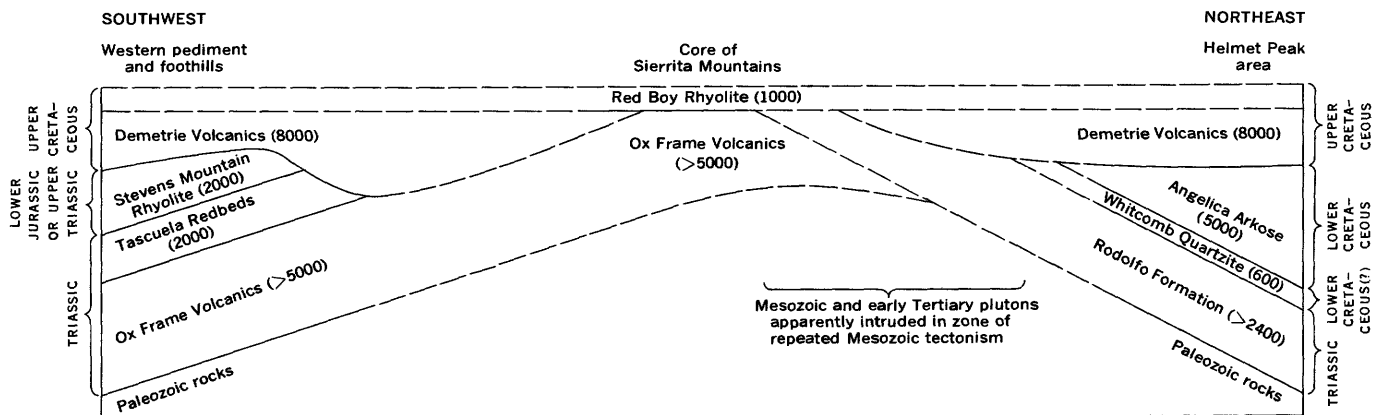 SOUTHWEST
NORTHEAST
Western pediment
and foothills
Core of
Sierrita Mountains
Helmet Peak
area
Red Boy Rhyolite (1000)
Demetrie Volcanics (8000)
Ox Frame Volcanics
(>5000)
Demetrie Volcanics (8000)
Stevens Mountain
Rhyolite (2000)
Tascuela Redbeds
(2000)
Ox Frame Volcanics (>5000)
Paleozoic rocks
Angelica Arkose
(5000)
Whitcomb Quartzite (600)
Rodolfo Formation (>2400)
Paleozoic rocks
Mesozoic and early Tertiary plutons
apparently intruded in zone of
repeated Mesozoic tectonism
UPPER
CRETA-
CEOUS
LOWER
JURASSIC
OR UPPER
TRIASSIC
TRIASSIC
UPPER
CRETA-
CEOUS
LOWER
CRETA-
CEOUS
LOWER
CRETA-
CEOUS(?)
TRIASSIC